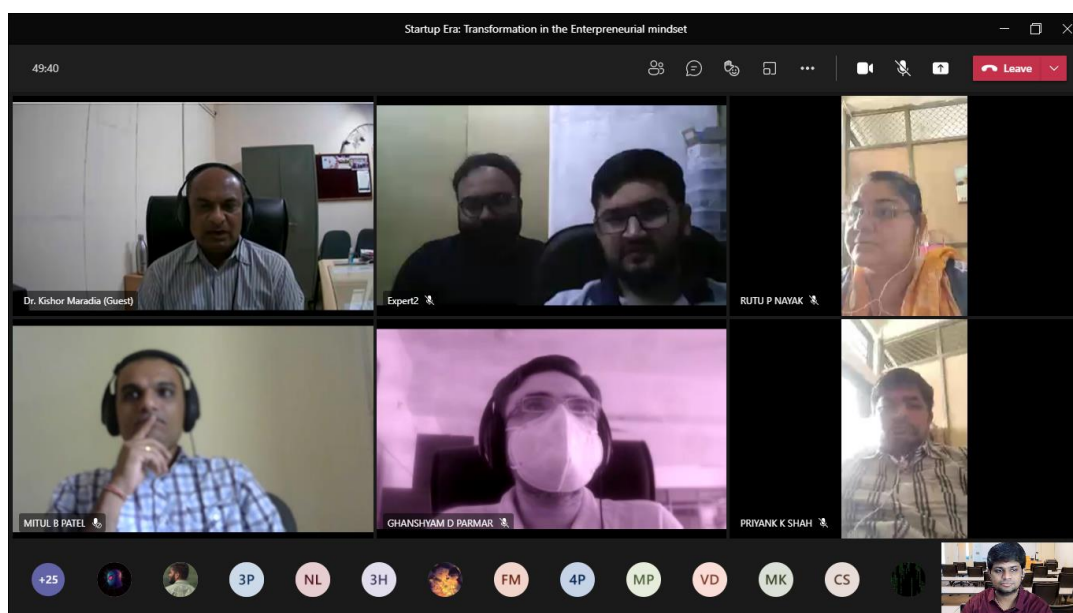 Startup Era: Transformation in the Enterpreneurial mindset
49:40
Leave
Dr. Kishor Maradia (Guest)
Expert2
RUTU P NAYAK
MITUL B PATEL
GHANSHYAM D PARMAR
PRIYANK K SHAH
+25
3P
NL
3H
FM
4P
MP
VD
MK
CS